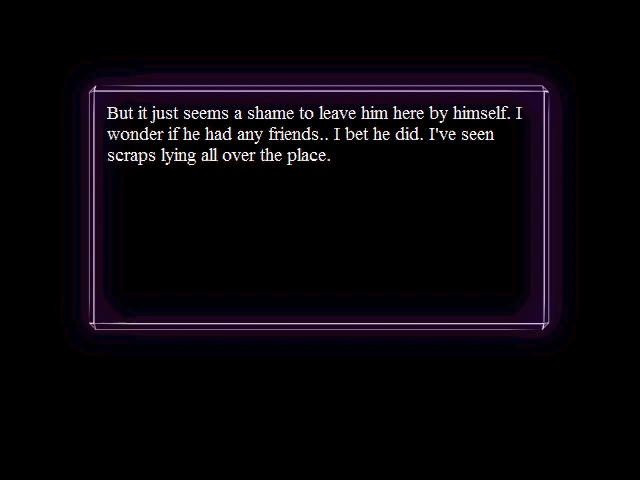 But it just seems a shame to leave him here by himself. I
wonder if he had any friends.. I bet he did. I've seen
scraps lying all over the place.